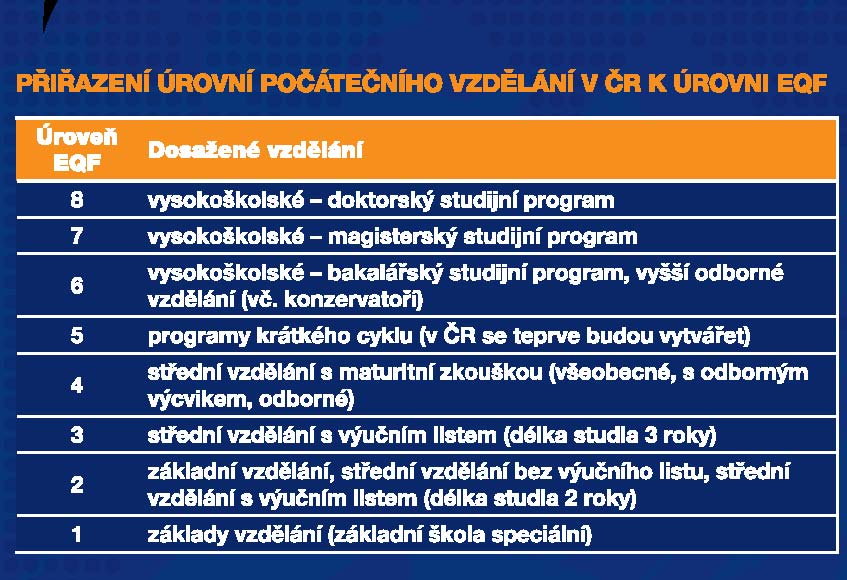 PŘIŘAZENÍ ÚROVNÍ POČÁTEČNÍHO VZDĚLÁNÍ V ČR K ÚROVNI EQF
Úroveň
EQF
Dosažené vzdělání
8 vysokoškolské – doktorský studijní program
7 vysokoškolské – magisterský studijní program
6 vysokoškolské – bakalářský studijní program, vyšší odborné
vzdělání (vč. konzervatoří)
5 programy krátkého cyklu (v ČR se teprve budou vytvářet)
4 střední vzdělání s maturitní zkouškou (všeobecné, s odborným
výcvikem, odborné)
3 střední vzdělání s výučním listem (délka studia 3 roky)
2 základní vzdělání, střední vzdělání bez výučního listu, střední
vzdělání s výučním listem (délka studia 2 roky)
1 základy vzdělání (základní škola speciální)